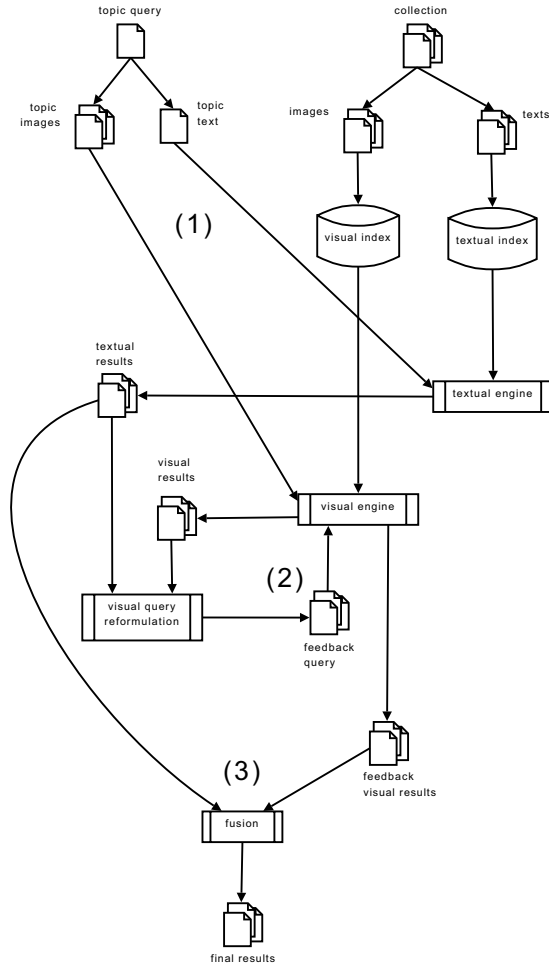 topic query
collection
topic
images
topic
text
images
texts
(1)
visual index
textual index
textual
results
textual engine
visual
results
visual engine
(2)
visual query
reformulation
feedback
query
(3)
feedback
visual results
fusion
final results